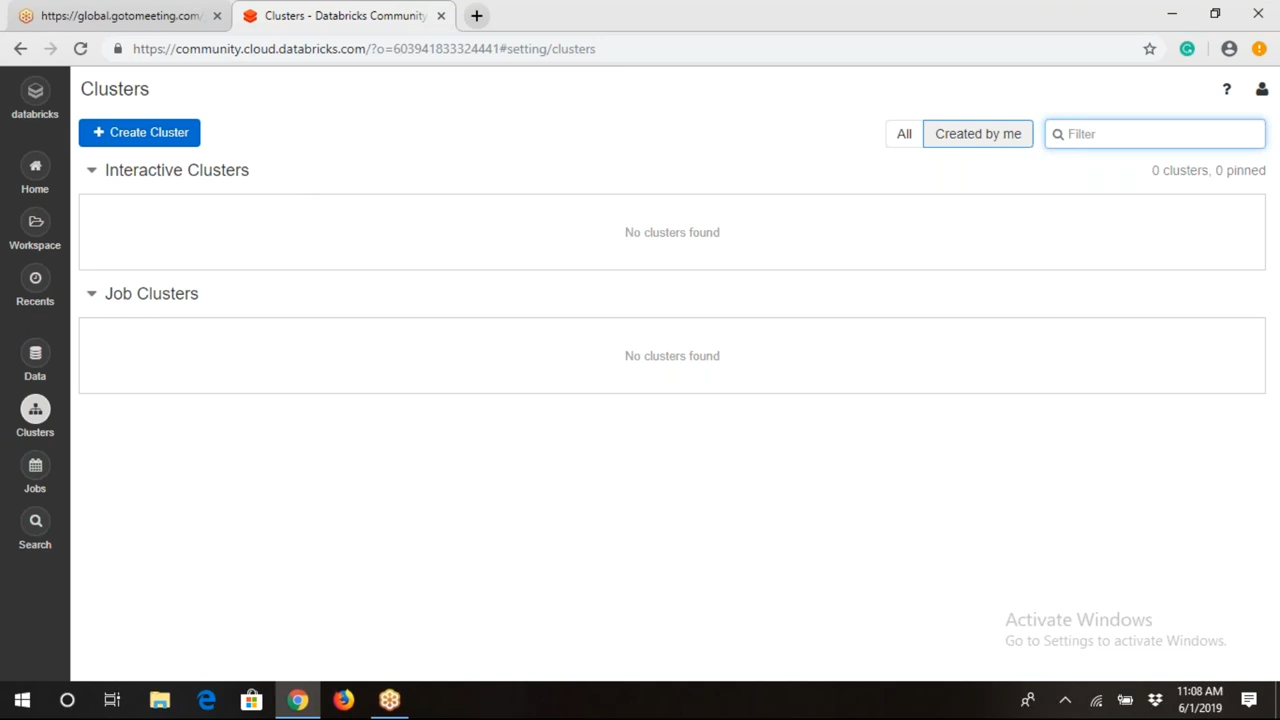 https://global.gotomeeting.com/
Clusters - Databricks Community
https://community.cloud.databricks.com/?o=603941833324441#setting/clusters
databricks
Home
Workspace
Recents
Data
Clusters
Jobs
Search
Clusters
?
+ Create Cluster
All
Created by me
Filter
Interactive Clusters
0 clusters, 0 pinned
No clusters found
Job Clusters
No clusters found
Activate Windows
Go to Settings to activate Windows.
11:08 AM
6/1/2019